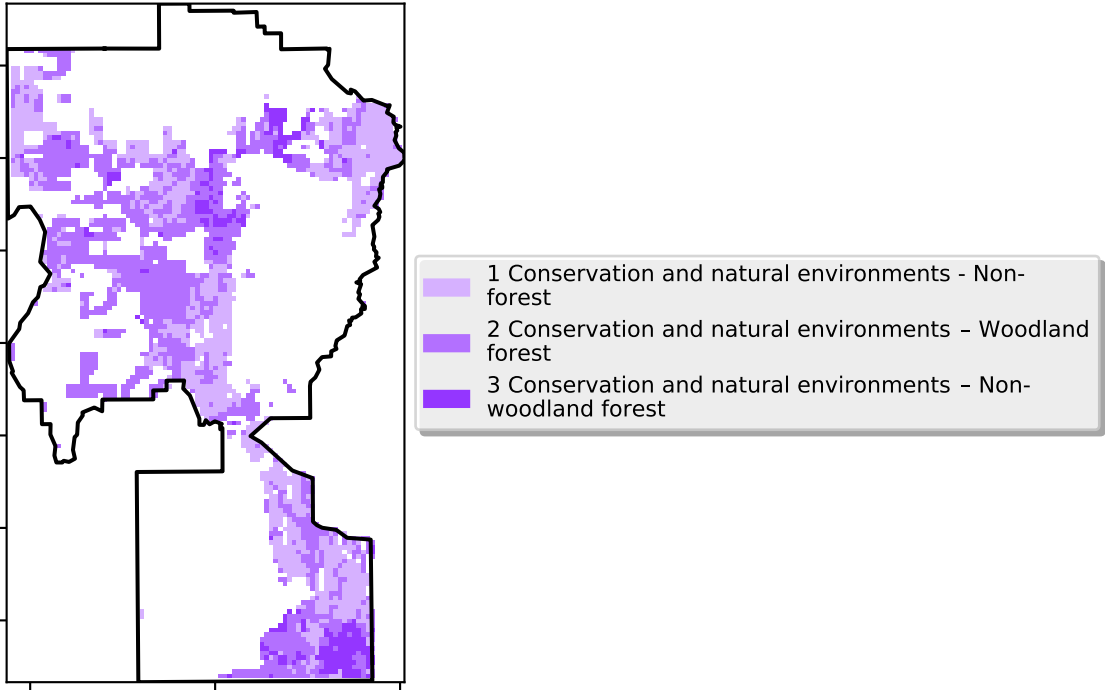 1 Conservation and natural environments - Non-
forest
2 Conservation and natural environments – Woodland
forest
3 Conservation and natural environments – Non-
woodland forest